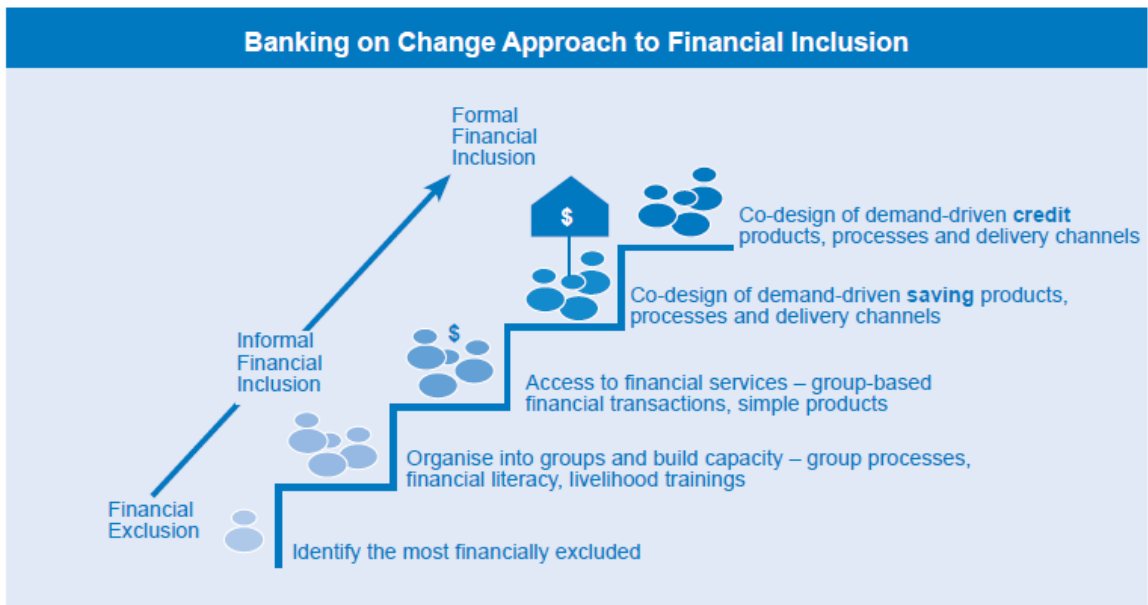 Banking on Change Approach to Financial Inclusion
Formal
Financial
Inclusion
$
Co-design of demand-driven credit
products, processes and delivery channels
Co-design of demand-driven saving products,
processes and delivery channels
Informal
Financial
Inclusion
$
Access to financial services – group-based
financial transactions, simple products
Organise into groups and build capacity – group processes,
financial literacy, livelihood trainings
Financial
Exclusion
Identify the most financially excluded